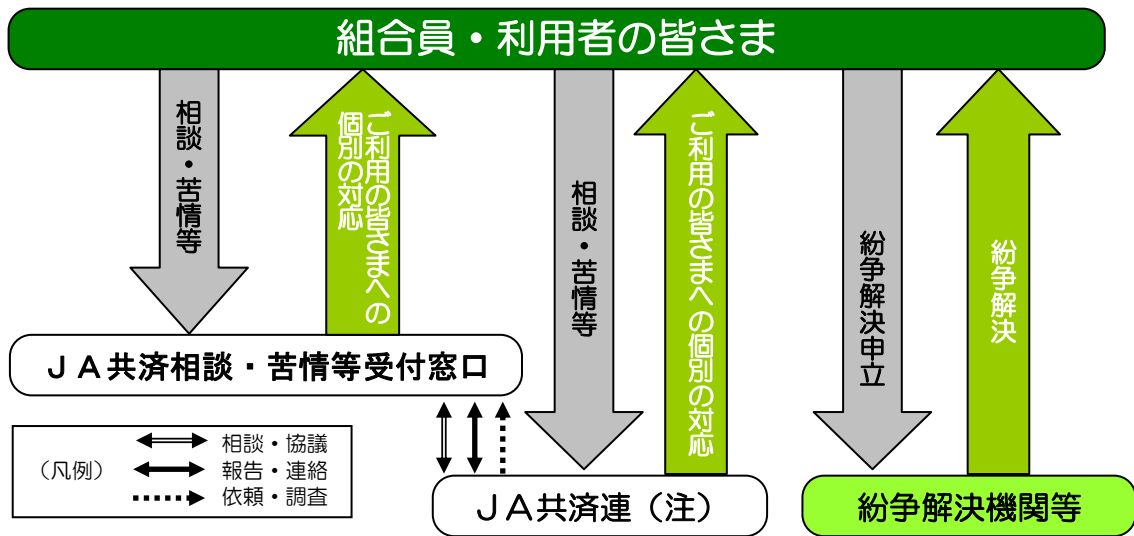 組合員・利用者の皆さま
相談・苦情等
ご利用の皆さまへの
個別の対応
相談・苦情等
ご利用の皆さまへの個別の対応
紛争解決申立
紛争解決
ＪＡ共済相談・苦情等受付窓口
（凡例）
相談・協議
報告・連絡
依頼・調査
ＪＡ共済連（注）
紛争解決機関等